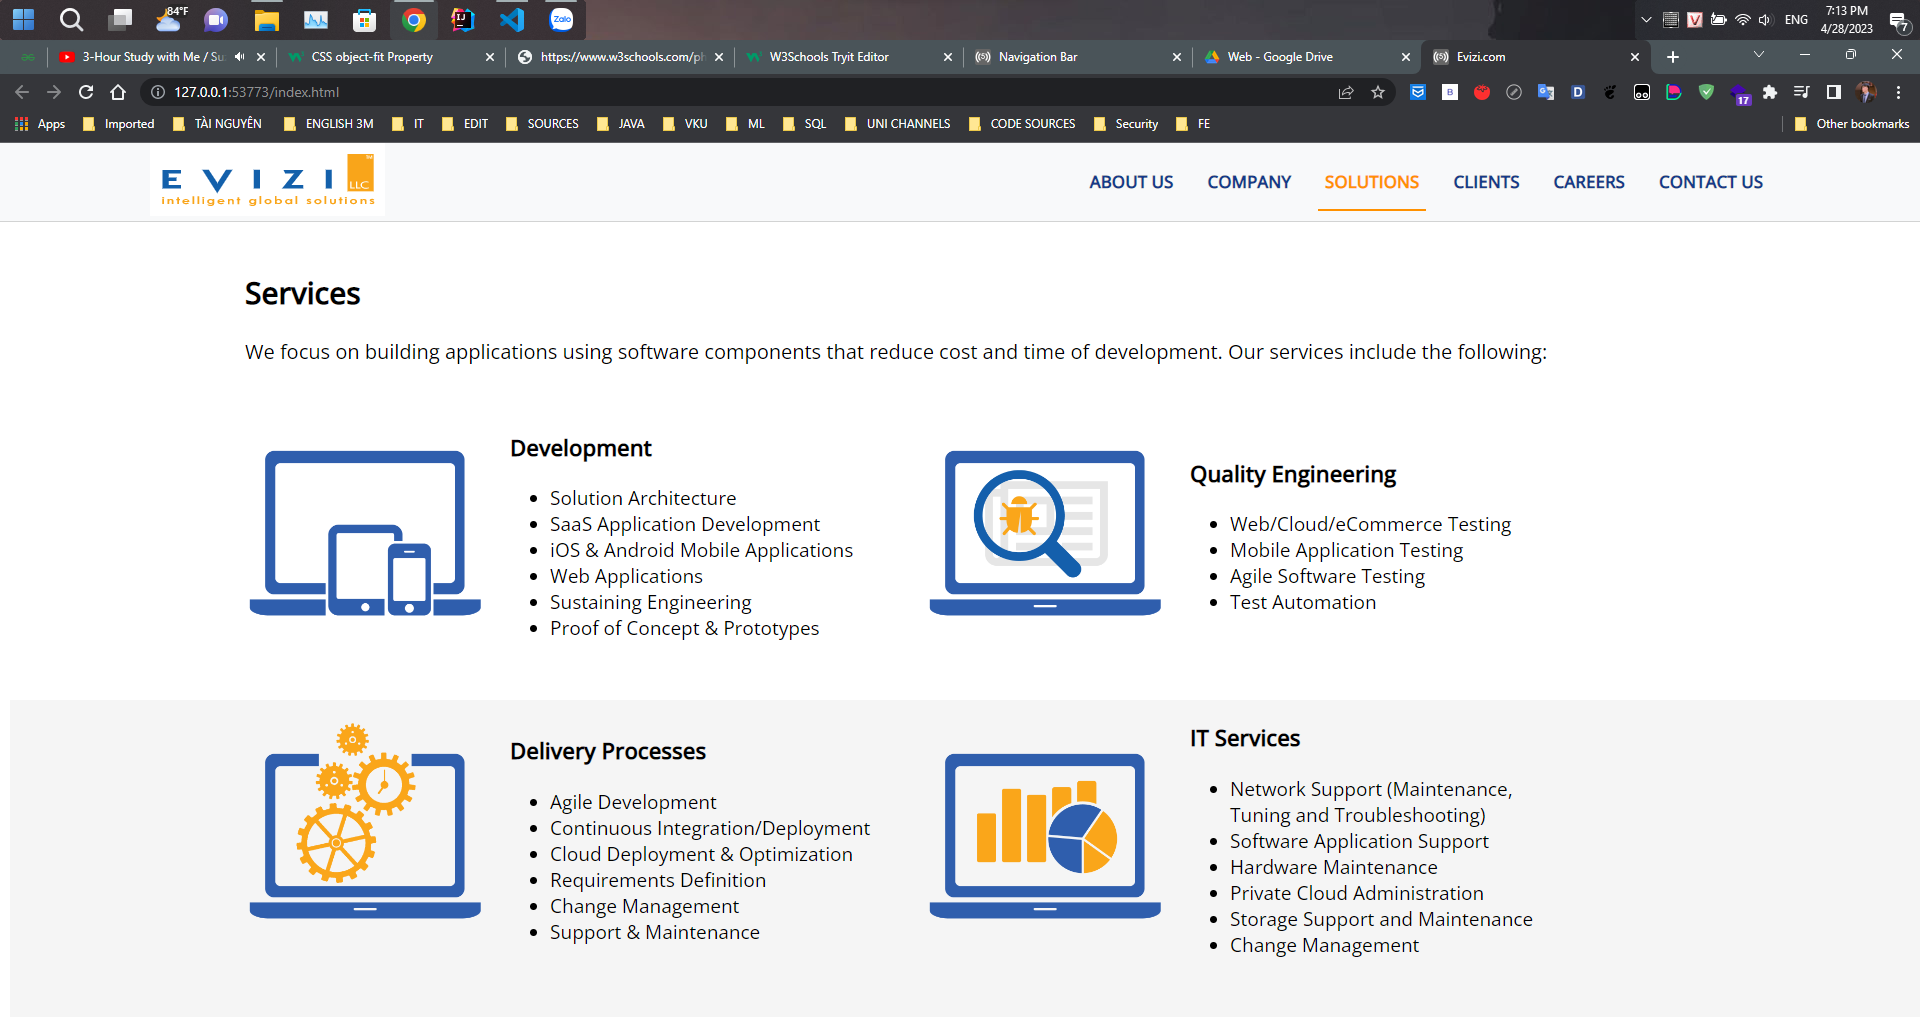 84°F
Zalo
ENG
7:13 PM
4/28/2023
7
3-Hour Study with Me / Su
CSS object-fit Property
https://www.w3schools.com/ph
W3Schools Tryit Editor
Navigation Bar
Web - Google Drive
Evizi.com
127.0.0.1:53773/index.html
17
Apps
Imported
TÀI NGUYÊN
ENGLISH 3M
IT
EDIT
SOURCES
JAVA
VKU
ML
SQL
UNI CHANNELS
CODE SOURCES
Security
FE
Other bookmarks
EVIZI LLC
intelligent global solutions
ABOUT US
COMPANY
SOLUTIONS
CLIENTS
CAREERS
CONTACT US
Services
We focus on building applications using software components that reduce cost and time of development. Our services include the following:
Development
Solution Architecture
SaaS Application Development
iOS & Android Mobile Applications
Web Applications
Sustaining Engineering
Proof of Concept & Prototypes
Quality Engineering
Web/Cloud/eCommerce Testing
Mobile Application Testing
Agile Software Testing
Test Automation
Delivery Processes
Agile Development
Continuous Integration/Deployment
Cloud Deployment & Optimization
Requirements Definition
Change Management
Support & Maintenance
IT Services
Network Support (Maintenance,
Tuning and Troubleshooting)
Software Application Support
Hardware Maintenance
Private Cloud Administration
Storage Support and Maintenance
Change Management